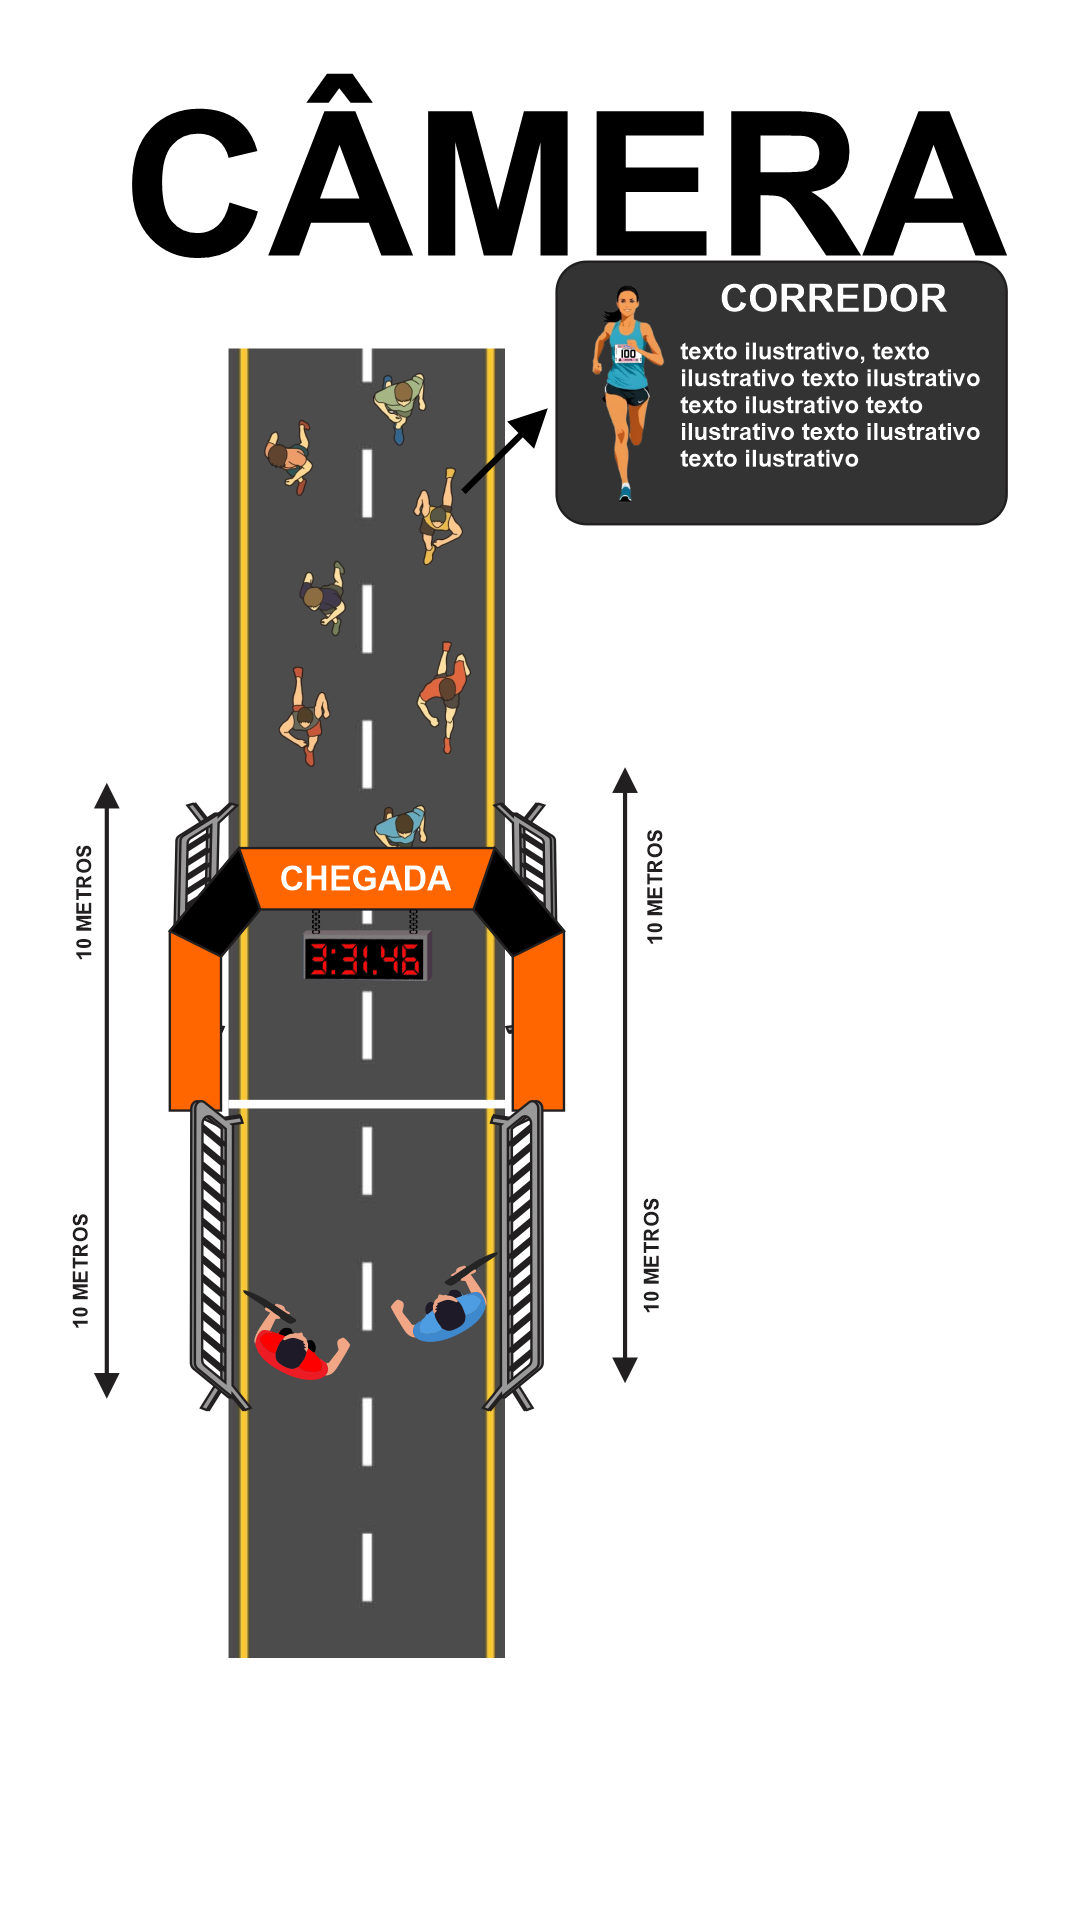 CÂMERA
CORREDOR
100
texto ilustrativo, texto
ilustrativo texto ilustrativo
texto ilustrativo texto
ilustrativo texto ilustrativo
texto ilustrativo
10 METROS
10 METROS
CHEGADA
3:31.46
10 METROS
10 METROS